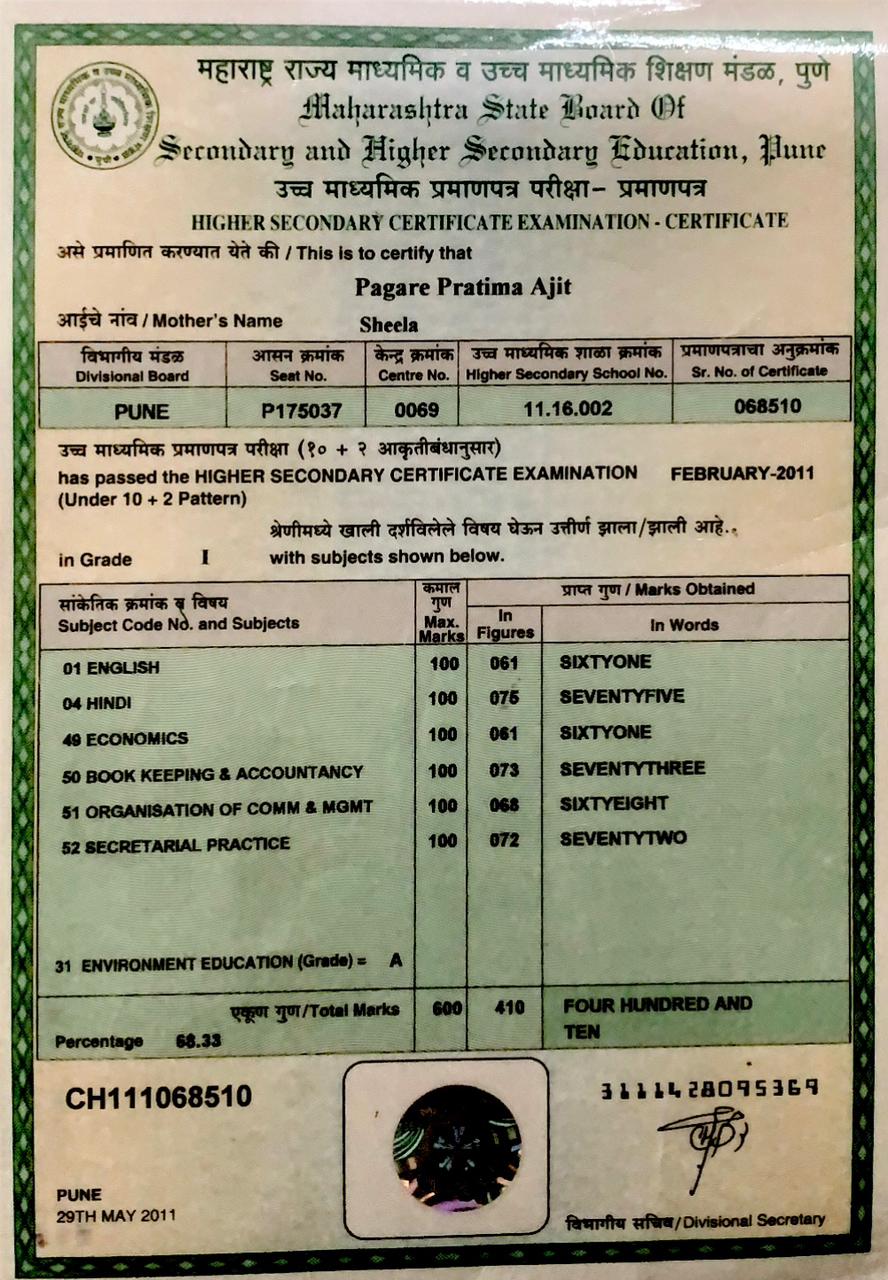 महाराष्ट्र राज्य माध्यमिक व उच्च माध्यमिक शिक्षण मंडळ, पुणे
Maharashtra State Board Of
Secondary and Higher Secondary Education, Pune
उच्च माध्यमिक प्रमाणपत्र परीक्षा– प्रमाणपत्र
HIGHER SECONDARY CERTIFICATE EXAMINATION - CERTIFICATE
असे प्रमाणित करण्यात येते की / This is to certify that
Pagare Pratima Ajit
आईचे नांव / Mother's Name Sheela
विभागीय मंडळ आसन क्रमांक केन्द्र क्रमांक उच्च माध्यमिक शाळा क्रमांक प्रमाणपत्राचा अनुक्रमांक
Divisional Board Seat No. Centre No. Higher Secondary School No. Sr. No. of Certificate
PUNE P175037 0069 11.16.002 068510
उच्च माध्यमिक प्रमाणपत्र परीक्षा (१० + २ आकृतीबंधानुसार)
has passed the HIGHER SECONDARY CERTIFICATE EXAMINATION FEBRUARY-2011
(Under 10 + 2 Pattern)
श्रेणीमध्ये खाली दर्शविलेले विषय घेऊन उत्तीर्ण झाला/झाली आहे..
in Grade I with subjects shown below.
सांकेतिक क्रमांक व विषय कमाल गुण प्राप्त गुण / Marks Obtained
Subject Code No. and Subjects Max. Marks In Figures In Words
01 ENGLISH 100 061 SIXTYONE
04 HINDI 100 075 SEVENTYFIVE
49 ECONOMICS 100 061 SIXTYONE
50 BOOK KEEPING & ACCOUNTANCY 100 073 SEVENTYTHREE
51 ORGANISATION OF COMM & MGMT 100 068 SIXTYEIGHT
52 SECRETARIAL PRACTICE 100 072 SEVENTYTWO
31 ENVIRONMENT EDUCATION (Grade) = A
एकूण गुण/Total Marks 600 410 FOUR HUNDRED AND
TEN
Percentage 68.33
CH111068510
3111428095369
PUNE
29TH MAY 2011
विभागीय सचिव/Divisional Secretary